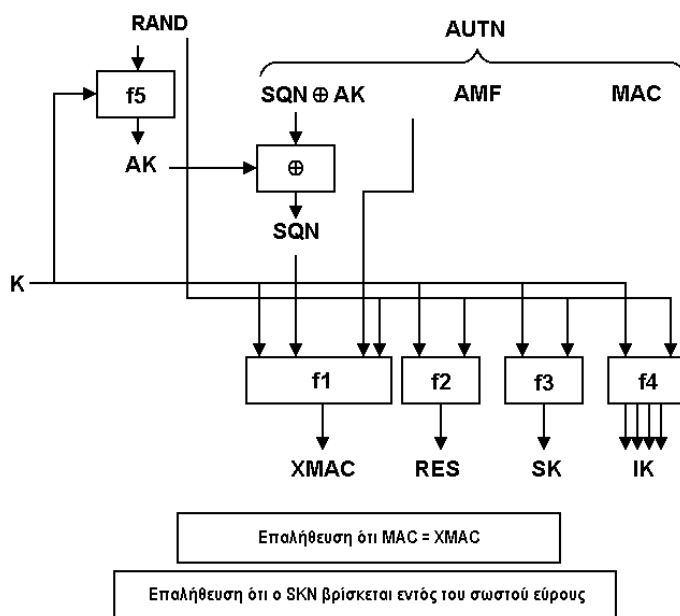 RAND
AUTN
f5
SQN ⊕ AK
AMF
MAC
AK
⊕
SQN
K
f1
f2
f3
f4
XMAC
RES
SK
IK
Επαλήθευση ότι MAC = XMAC
Επαλήθευση ότι ο SKN βρίσκεται εντός του σωστού εύρους